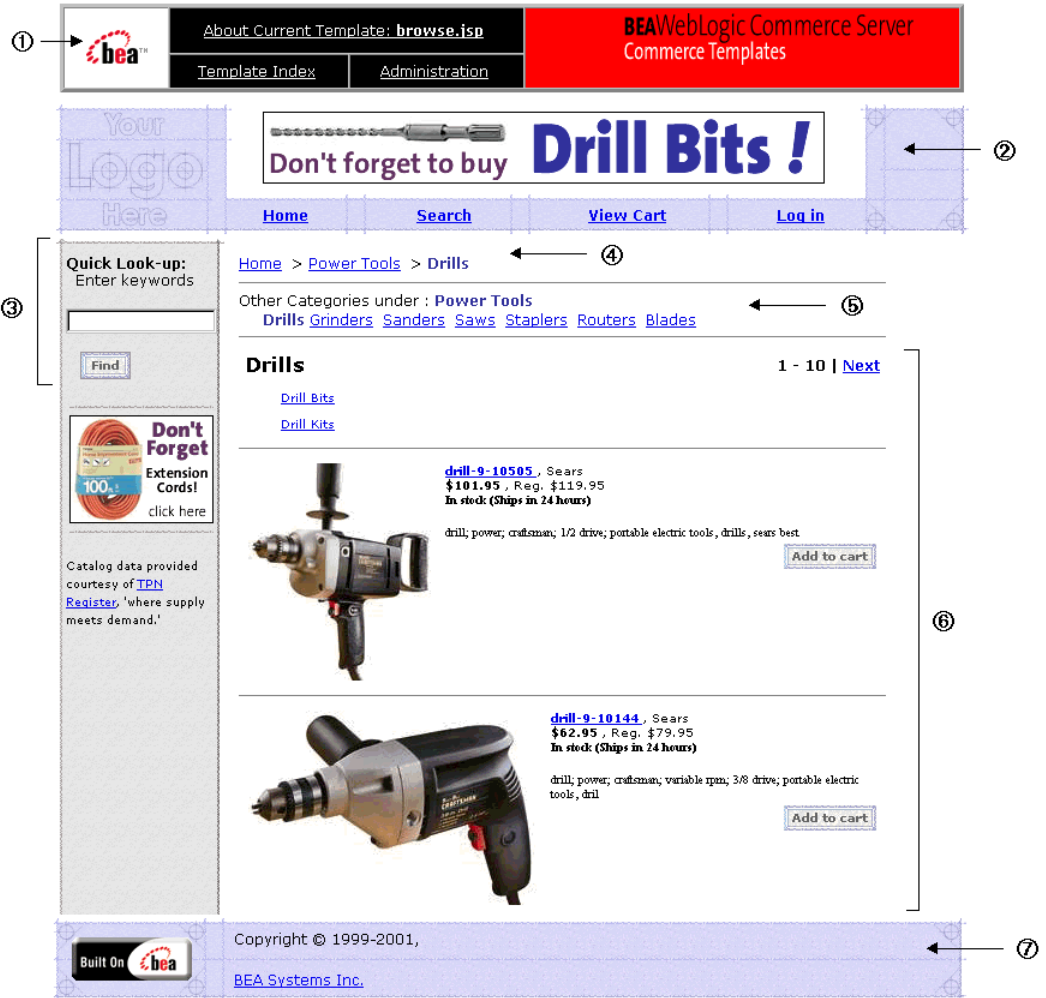 ①
bea™
About Current Template: browse.jsp
Template Index
Administration
BEAWebLogic Commerce Server
Commerce Templates
Your
Logo
Here
Don't forget to buy
Drill Bits !
②
Home
Search
View Cart
Log in
③
Quick Look-up:
Enter keywords
Find
Don't
Forget
Extension
Cords!
click here
100
Catalog data provided
courtesy of TPN
Register, 'where supply
meets demand.'
Home > Power Tools > Drills
④
Other Categories under : Power Tools
Drills Grinders Sanders Saws Staplers Routers Blades
⑤
Drills
1 - 10 | Next
Drill Bits
Drill Kits
drill-9-10505 , Sears
$101.95 , Reg. $119.95
In stock (Ships in 24 hours)
drill; power; craftsman; 1/2 drive; portable electric tools, drills, sears best
Add to cart
⑥
drill-9-10144 , Sears
$62.95 , Reg. $79.95
In stock (Ships in 24 hours)
drill; power; craftsman; variable rpm; 3/8 drive; portable electric
tools, dril
Add to cart
CRAFTSMAN
Built On bea
Copyright © 1999-2001,
BEA Systems Inc.
⑦